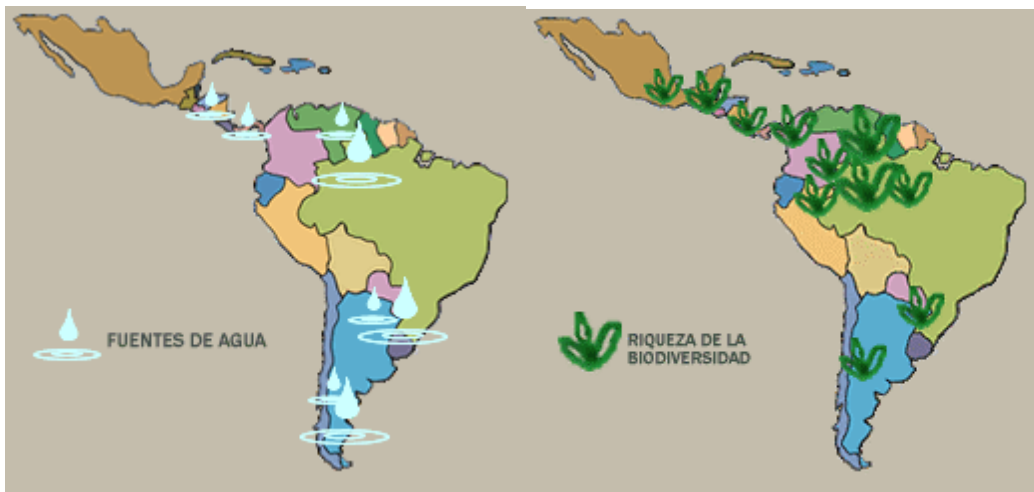 FUENTES DE AGUA
RIQUEZA DE LA
BIODIVERSIDAD